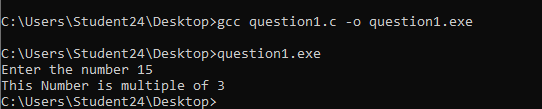 C:\Users\Student24\Desktop>gcc question1.c -o question1.exe
C:\Users\Student24\Desktop>question1.exe
Enter the number 15
This Number is multiple of 3
C:\Users\Student24\Desktop>